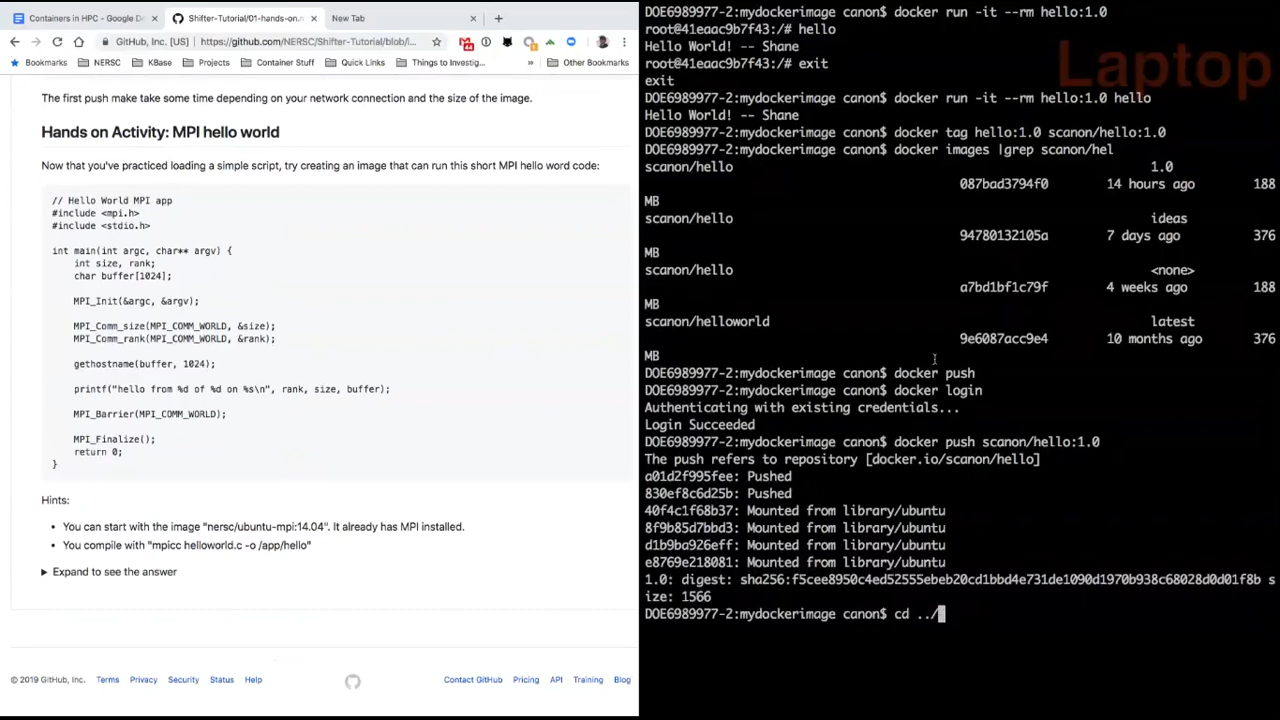 Containers in HPC - Google De
Shifter-Tutorial/01-hands-on.m
New Tab
GitHub, Inc. [US]
https://github.com/NERSC/Shifter-Tutorial/blob/
Bookmarks
NERSC
KBase
Projects
Container Stuff
Quick Links
Things to Investig...
Other Bookmarks
The first push make take some time depending on your network connection and the size of the image.
Hands on Activity: MPI hello world
Now that you've practiced loading a simple script, try creating an image that can run this short MPI hello word code:
// Hello World MPI app
#include <mpi.h>
#include <stdio.h>
int main(int argc, char** argv) {
int size, rank;
char buffer[1024];
MPI_Init(&argc, &argv);
MPI_Comm_size(MPI_COMM_WORLD, &size);
MPI_Comm_rank(MPI_COMM_WORLD, &rank);
gethostname(buffer, 1024);
printf("hello from %d of %d on %s\n", rank, size, buffer);
MPI_Barrier(MPI_COMM_WORLD);
MPI_Finalize();
return 0;
}
Hints:
• You can start with the image "nersc/ubuntu-mpi:14.04". It already has MPI installed.
• You compile with "mpicc helloworld.c -o /app/hello"
Expand to see the answer
© 2019 GitHub, Inc. Terms Privacy Security Status Help
Contact GitHub Pricing API Training Blog
DOE6989977-2:mydockerimage canon$ docker run -it --rm hello:1.0
root@41eaac9b7f43:/# hello
Hello World! -- Shane
root@41eaac9b7f43:/# exit
exit
Laptop
DOE6989977-2:mydockerimage canon$ docker run -it --rm hello:1.0 hello
Hello World! -- Shane
DOE6989977-2:mydockerimage canon$ docker tag hello:1.0 scanon/hello:1.0
DOE6989977-2:mydockerimage canon$ docker images |grep scanon/hel
scanon/hello 1.0
087bad3794f0 14 hours ago 188
MB
scanon/hello ideas
94780132105a 7 days ago 376
MB
scanon/hello <none>
a7bd1bf1c79f 4 weeks ago 188
MB
scanon/helloworld latest
9e6087acc9e4 10 months ago 376
MB
DOE6989977-2:mydockerimage canon$ docker push
DOE6989977-2:mydockerimage canon$ docker login
Authenticating with existing credentials...
Login Succeeded
DOE6989977-2:mydockerimage canon$ docker push scanon/hello:1.0
The push refers to repository [docker.io/scanon/hello]
a01d2f995fee: Pushed
830ef8c6d25b: Pushed
40f4c1f68b37: Mounted from library/ubuntu
8f9b85d7bbd3: Mounted from library/ubuntu
d1b9ba926eff: Mounted from library/ubuntu
e8769e218081: Mounted from library/ubuntu
1.0: digest: sha256:f5cee8950c4ed52555ebeb20cd1bbd4e731de1090d1970b938c68028d0d01f8b s
ize: 1566
DOE6989977-2:mydockerimage canon$ cd ../